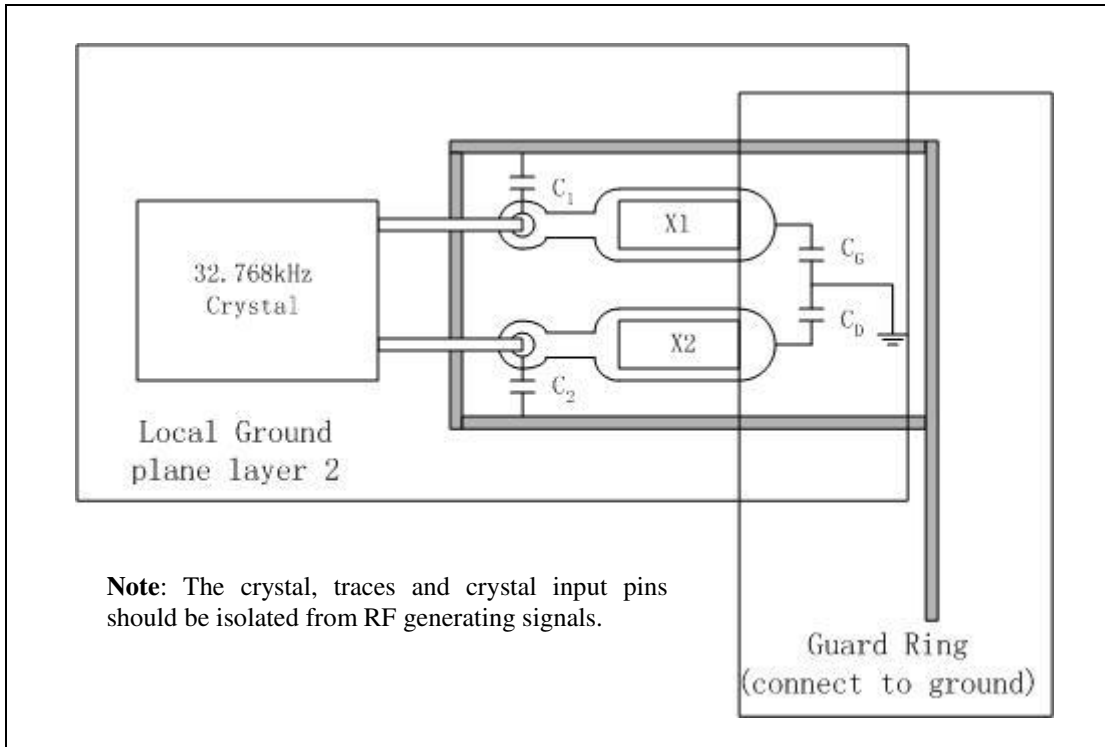 C1
X1
CG
32.768kHz
Crystal
CD
X2
C2
Local Ground
plane layer 2
Note: The crystal, traces and crystal input pins
should be isolated from RF generating signals.
Guard Ring
(connect to ground)